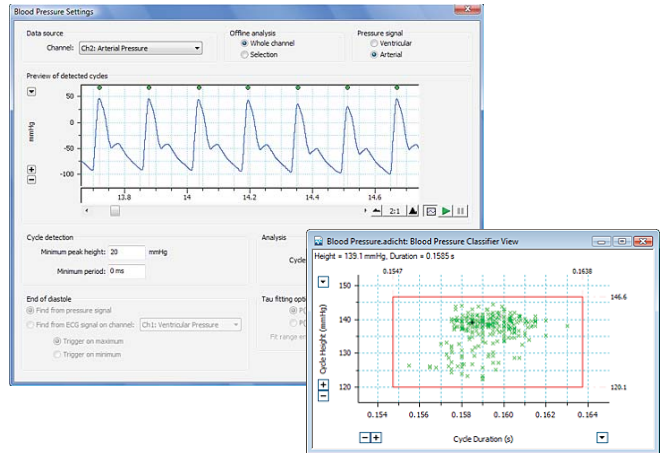 Blood Pressure Settings
Data source
Channel: Ch2: Arterial Pressure
Offline analysis
Whole channel
Selection
Pressure signal
Ventricular
Arterial
Preview of detected cycles
50
0
-50
-100
mmHg
13.8 14 14.2 14.4 14.6
2:1
Cycle detection
Minimum peak height: 20 mmHg
Minimum period: 0 ms
Analysis
Cycle
End of diastole
Find from pressure signal
Find from ECG signal on channel: Ch1: Ventricular Pressure
Trigger on maximum
Trigger on minimum
Tau fitting opti
P(
P(
Fit range en
Blood Pressure.adicht: Blood Pressure Classifier View
Height = 139.1 mmHg, Duration = 0.1585 s
0.1547 0.1638
150
140
130
120
146.6
120.1
Cycle Height (mmHg)
0.154 0.156 0.158 0.160 0.162 0.164
Cycle Duration (s)